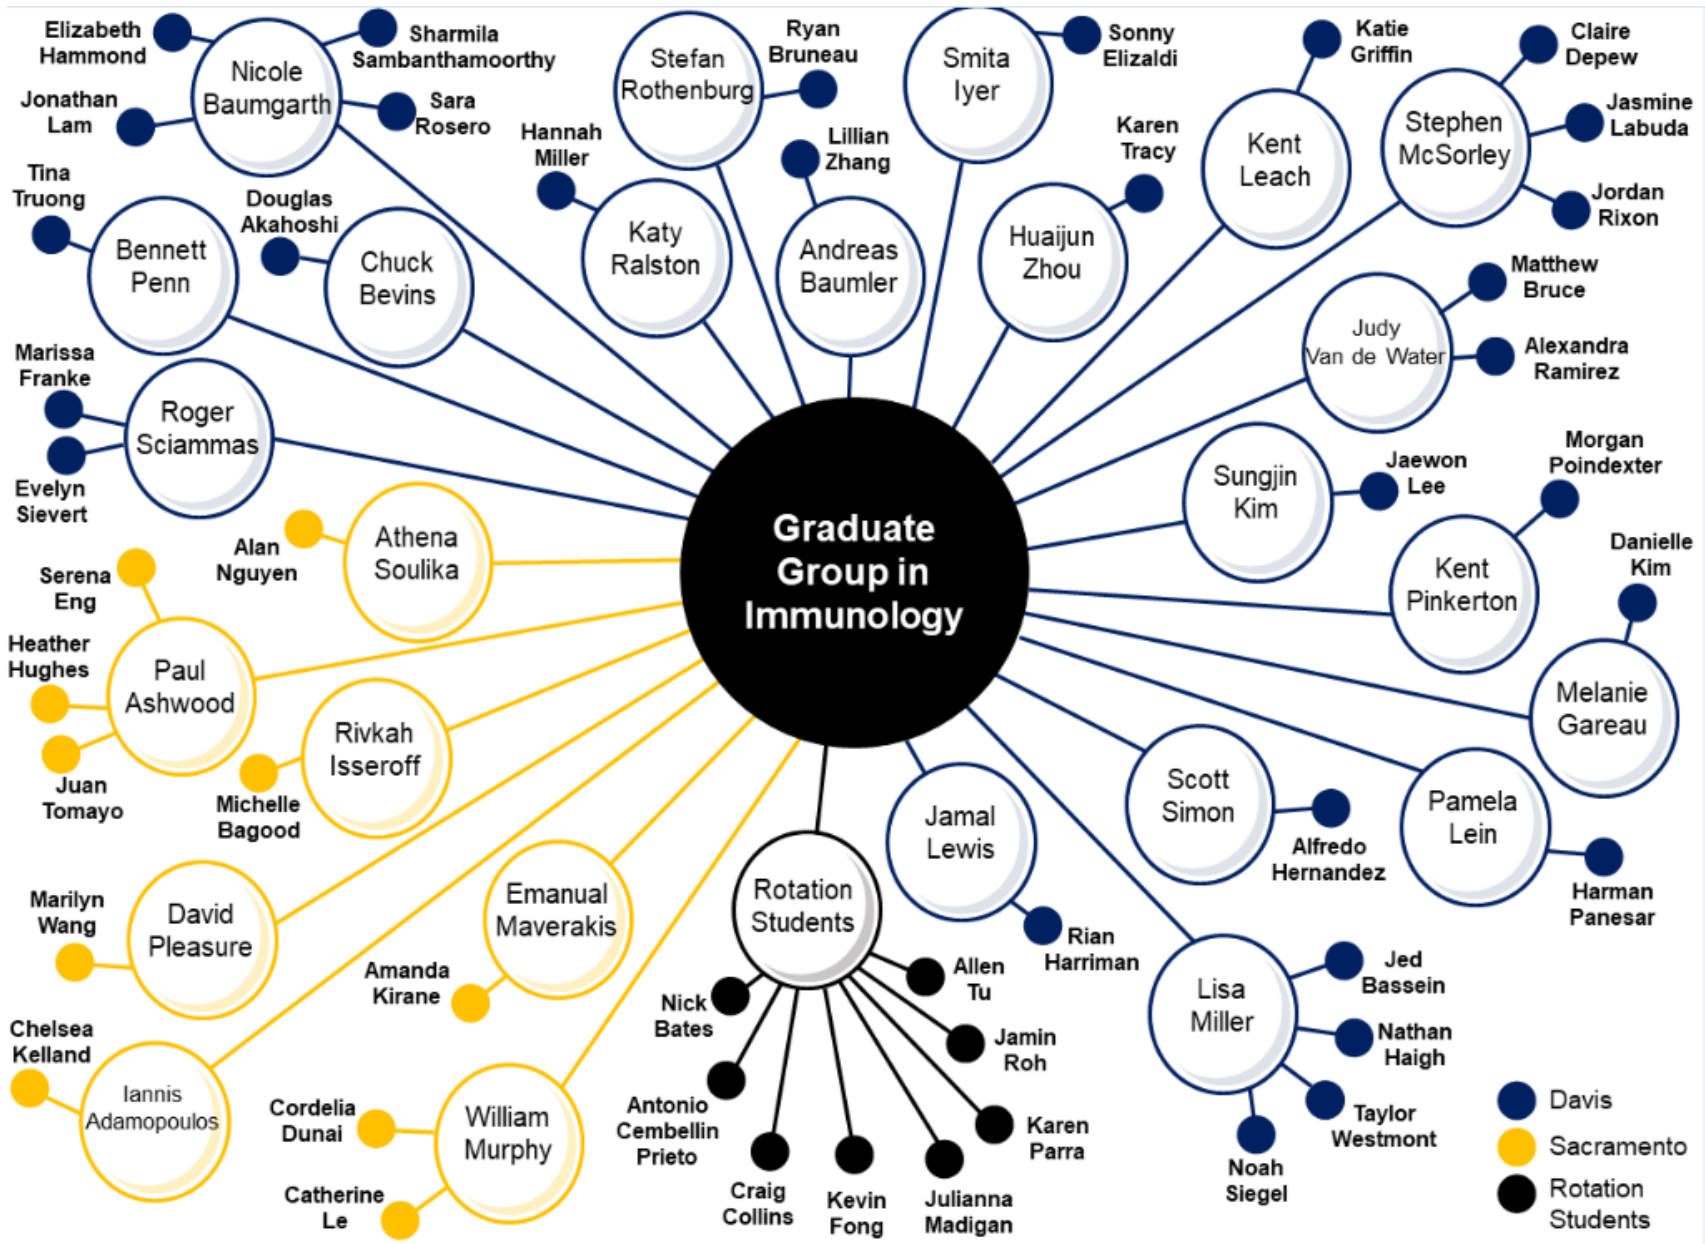 Elizabeth
Hammond
Sharmila
Sambanthamoorthy
Nicole
Baumgarth
Jonathan
Lam
Sara
Rosero
Stefan
Rothenburg
Ryan
Bruneau
Smita
Iyer
Sonny
Elizaldi
Katie
Griffin
Claire
Depew
Kent
Leach
Stephen
McSorley
Jasmine
Labuda
Jordan
Rixon
Hannah
Miller
Lillian
Zhang
Karen
Tracy
Tina
Truong
Douglas
Akahoshi
Bennett
Penn
Chuck
Bevins
Katy
Ralston
Andreas
Baumler
Huaijun
Zhou
Matthew
Bruce
Judy
Van de Water
Alexandra
Ramirez
Marissa
Franke
Roger
Sciammas
Evelyn
Sievert
Sungjin
Kim
Jaewon
Lee
Morgan
Poindexter
Alan
Nguyen
Athena
Soulika
Graduate
Group in
Immunology
Kent
Pinkerton
Danielle
Kim
Serena
Eng
Heather
Hughes
Paul
Ashwood
Juan
Tomayo
Rivkah
Isseroff
Michelle
Bagood
Melanie
Gareau
Scott
Simon
Alfredo
Hernandez
Pamela
Lein
Harman
Panesar
Jamal
Lewis
Rian
Harriman
Marilyn
Wang
David
Pleasure
Emanual
Maverakis
Amanda
Kirane
Rotation
Students
Allen
Tu
Nick
Bates
Jamin
Roh
Antonio
Cembellin
Prieto
Karen
Parra
Craig
Collins
Kevin
Fong
Julianna
Madigan
Lisa
Miller
Jed
Bassein
Nathan
Haigh
Taylor
Westmont
Noah
Siegel
Chelsea
Kelland
Iannis
Adamopoulos
Cordelia
Dunai
William
Murphy
Catherine
Le
Davis
Sacramento
Rotation
Students